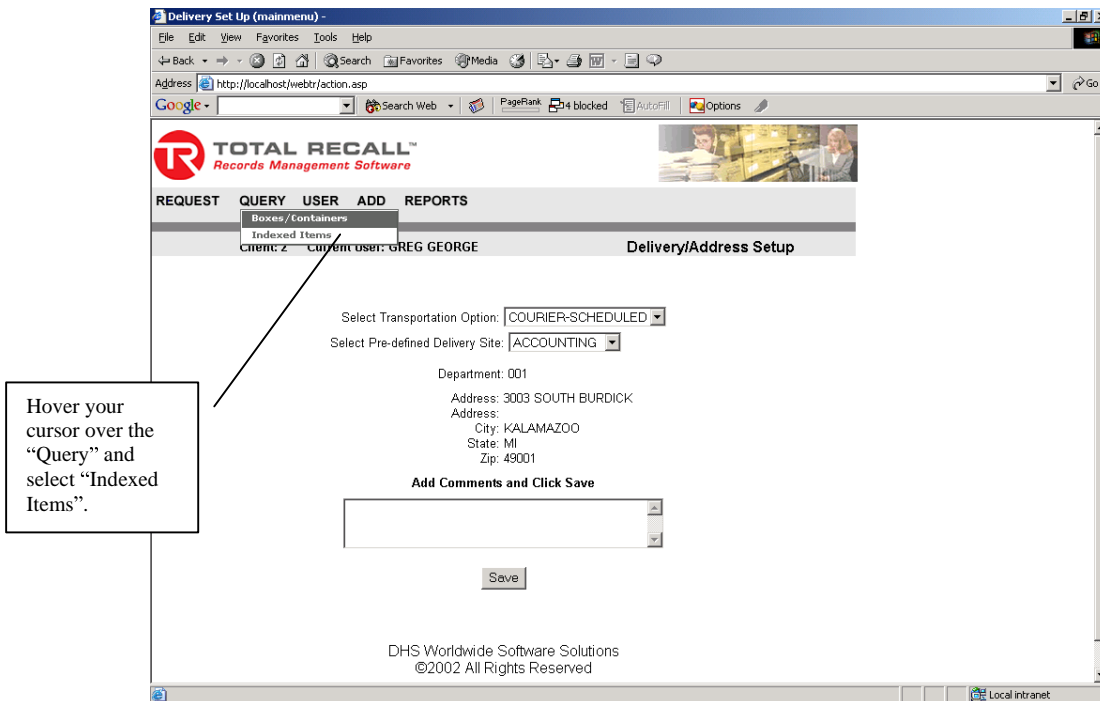 Delivery Set Up (mainmenu) -
File Edit View Favorites Tools Help
Back Search Favorites Media
Address http://localhost/webtr/action.asp Go
Google Search Web PageRank 4 blocked AutoFill Options
TR TOTAL RECALL™
Records Management Software
REQUEST QUERY USER ADD REPORTS
Boxes/Containers
Indexed Items
Client: 2 Current User: GREG GEORGE Delivery/Address Setup
Select Transportation Option: COURIER-SCHEDULED
Select Pre-defined Delivery Site: ACCOUNTING
Department: 001
Address: 3003 SOUTH BURDICK
Address:
City: KALAMAZOO
State: MI
Zip: 49001
Add Comments and Click Save
Save
DHS Worldwide Software Solutions
©2002 All Rights Reserved
Local intranet
Hover your
cursor over the
“Query” and
select “Indexed
Items”.